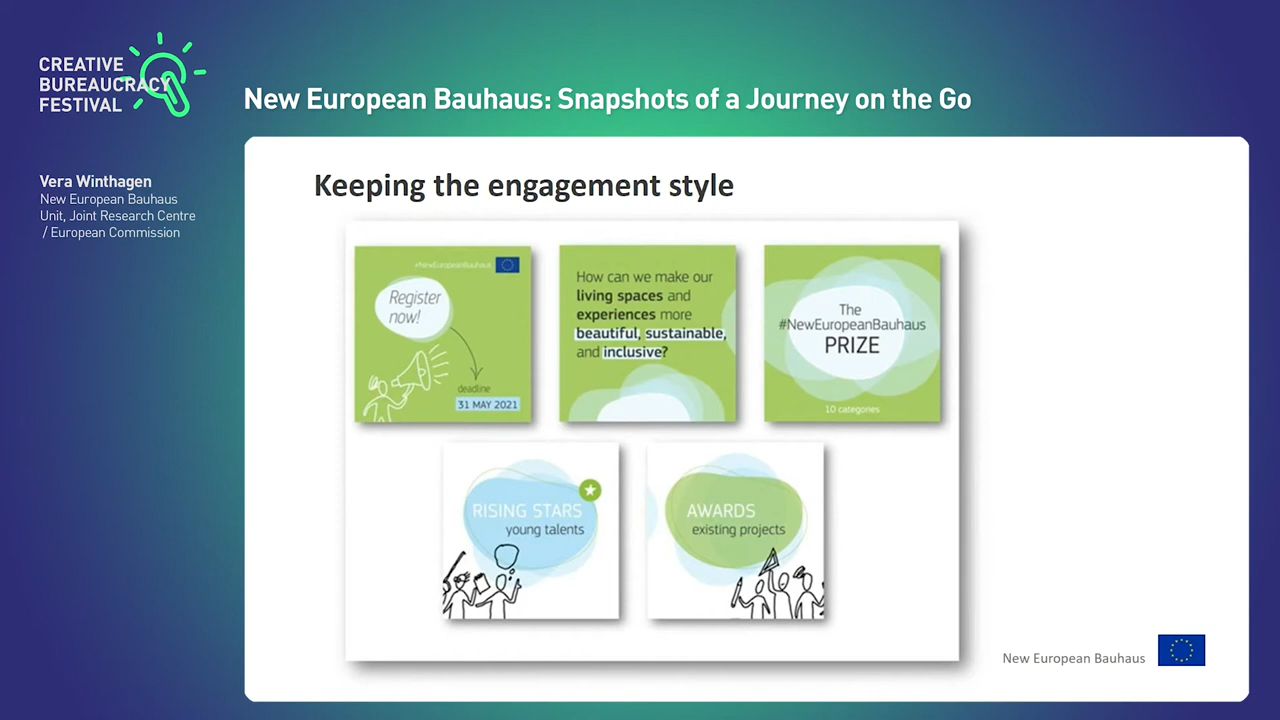 CREATIVE
BUREAUCRACY
FESTIVAL
New European Bauhaus: Snapshots of a Journey on the Go
Vera Winthagen
New European Bauhaus
Unit, Joint Research Centre
/ European Commission
Keeping the engagement style
#NewEuropeanBauhaus
Register
now!
deadline
31 MAY 2021
How can we make our
living spaces and
experiences more
beautiful, sustainable,
and inclusive?
The
#NewEuropeanBauhaus
PRIZE
10 categories
RISING STARS
young talents
AWARDS
existing projects
New European Bauhaus